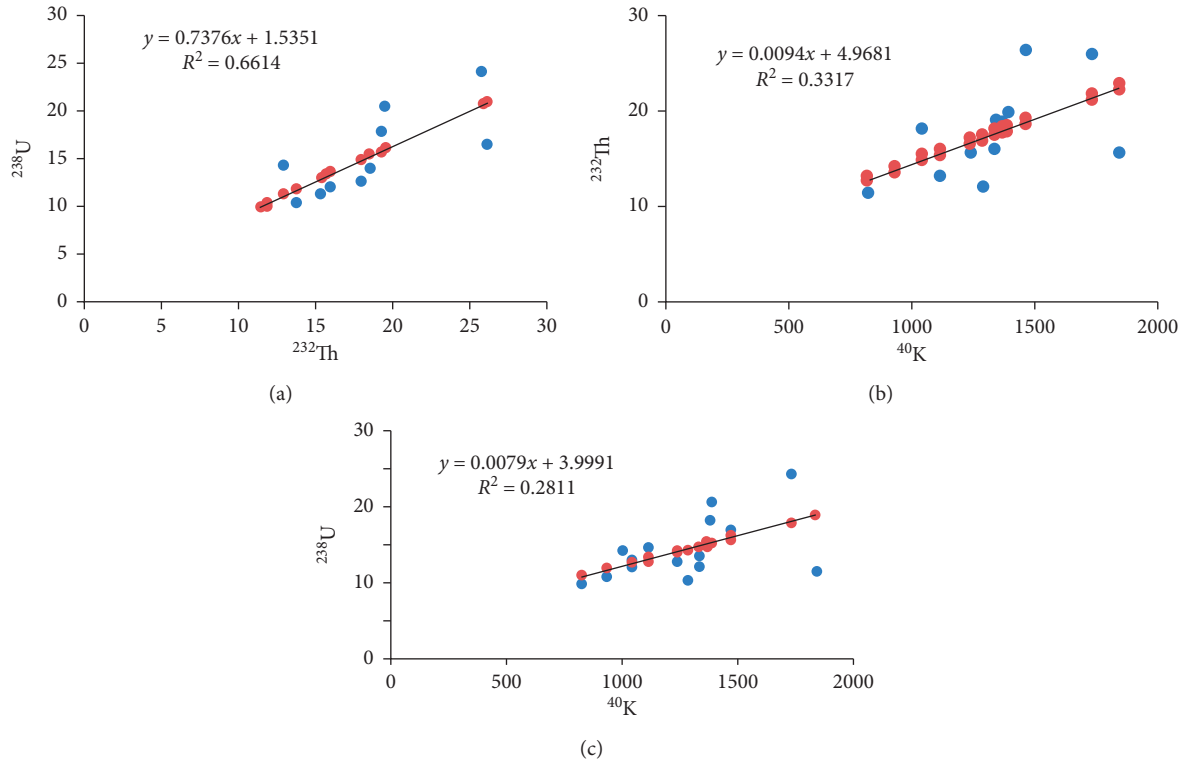 y = 0.7376x + 1.5351
R² = 0.6614
30
25
20
15
10
5
0
²³⁸U
0 5 10 15 20 25 30
²³²Th
(a)
y = 0.0094x + 4.9681
R² = 0.3317
30
20
10
0
²³²Th
0 500 1000 1500 2000
⁴⁰K
(b)
y = 0.0079x + 3.9991
R² = 0.2811
30
20
10
0
²³⁸U
0 500 1000 1500 2000
⁴⁰K
(c)